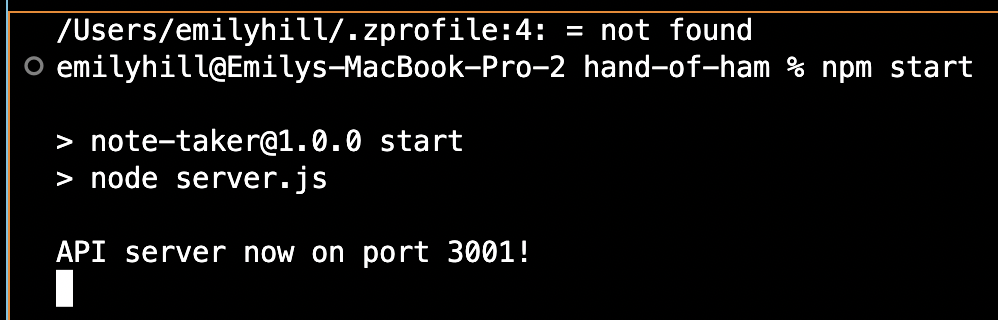 /Users/emilyhill/.zprofile:4: = not found
emilyhill@Emilys-MacBook-Pro-2 hand-of-ham % npm start
> note-taker@1.0.0 start
> node server.js
API server now on port 3001!